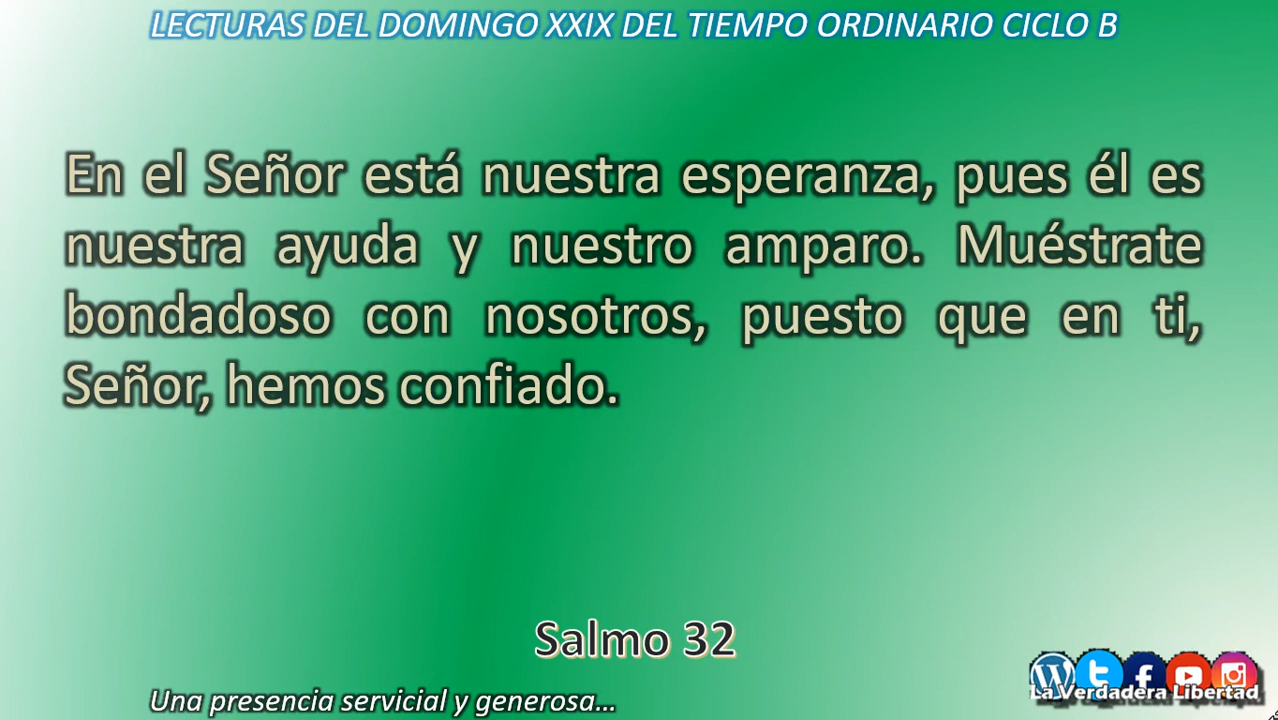 LECTURAS DEL DOMINGO XXIX DEL TIEMPO ORDINARIO CICLO B
En el Señor está nuestra esperanza, pues él es
nuestra ayuda y nuestro amparo. Muéstrate
bondadoso con nosotros, puesto que en ti,
Señor, hemos confiado.
Salmo 32
La Verdadera Libertad
Una presencia servicial y generosa...